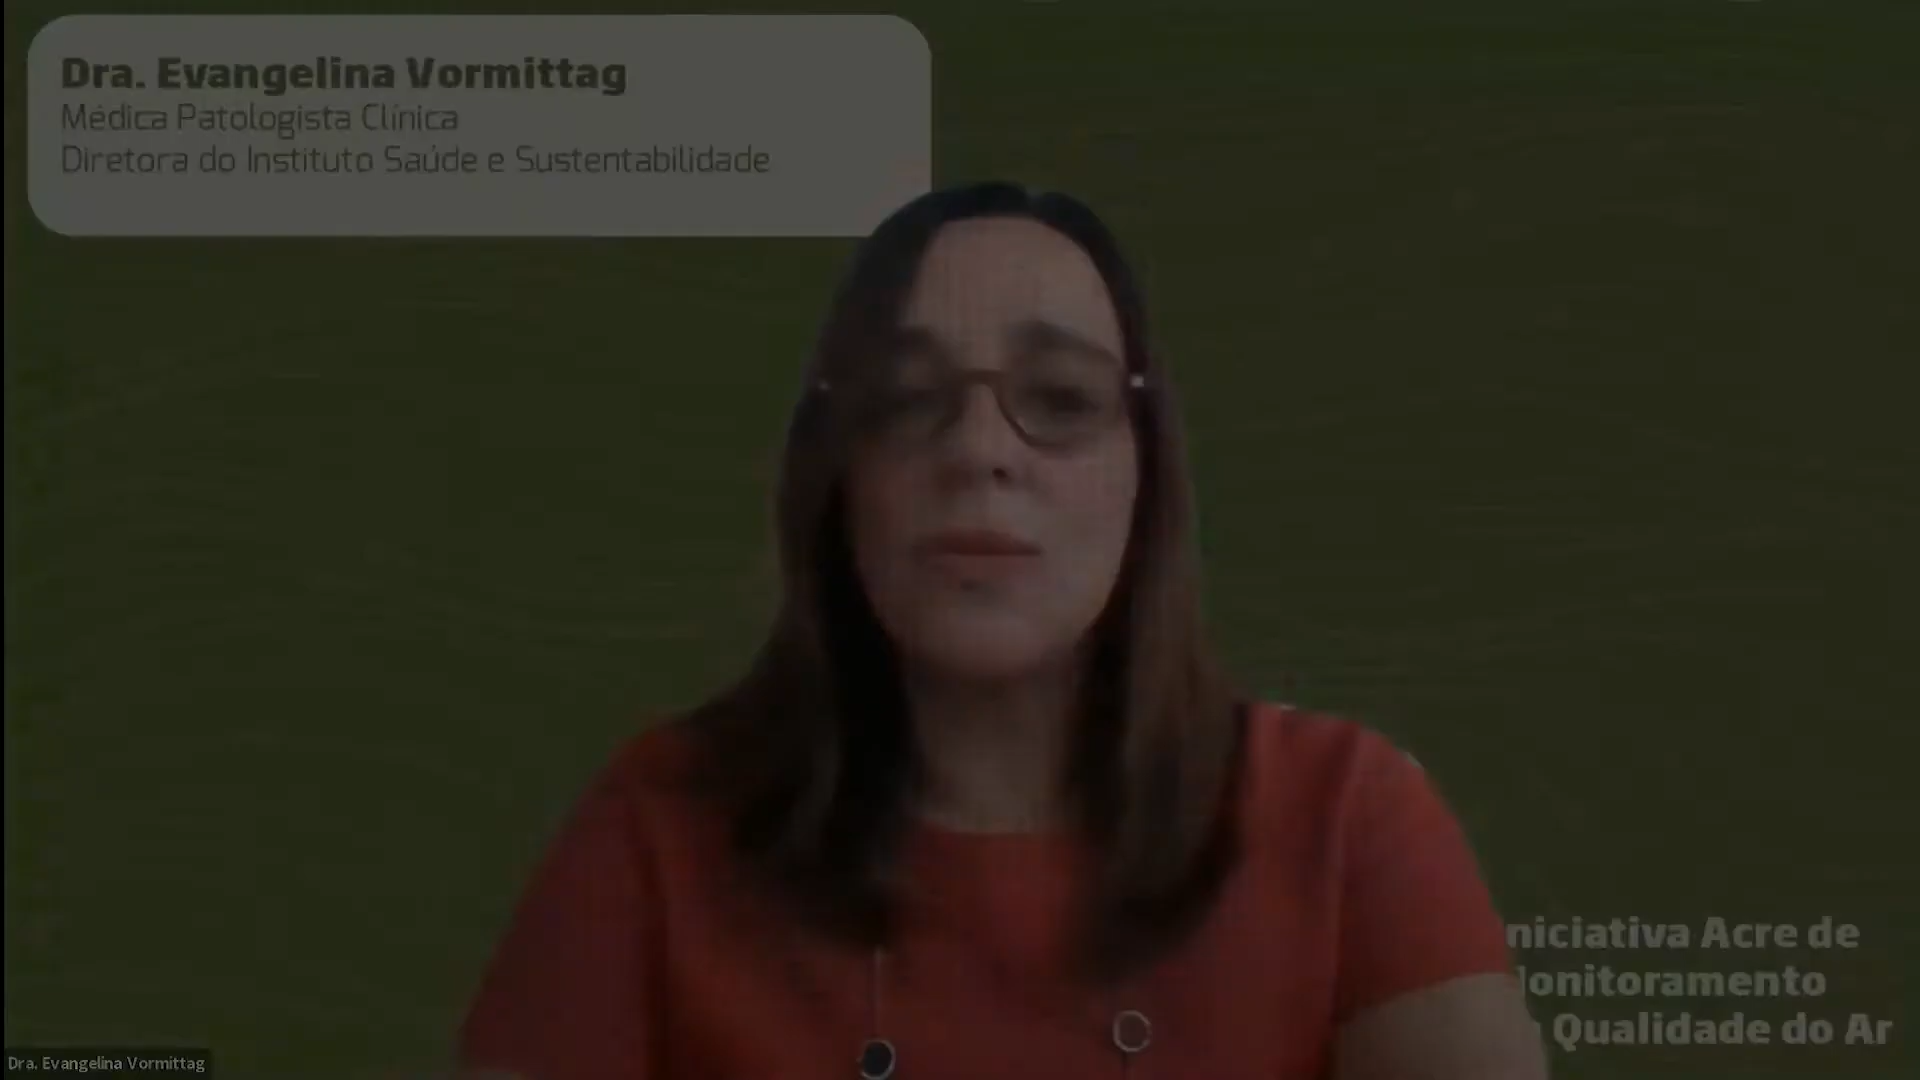 Dra. Evangelina Vormittag
Médica Patologista Clínica
Diretora do Instituto Saúde e Sustentabilidade
niciativa Acre de
onitoramento
Qualidade do Ar
Dra. Evangelina Vormittag